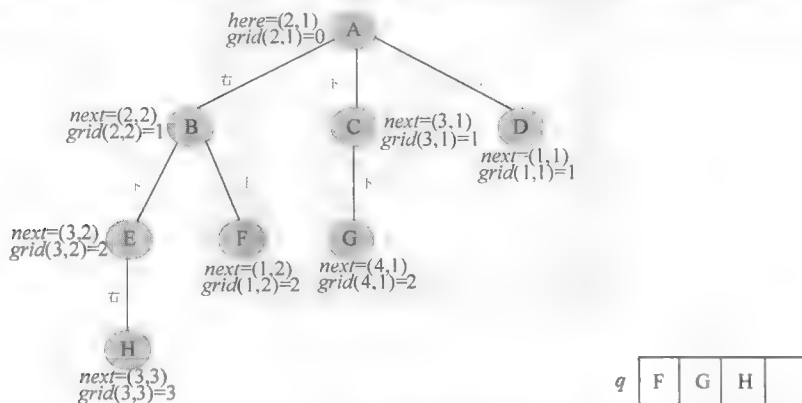 here=(2,1)
grid(2,1)=0
A
右
下
next=(2,2)
grid(2,2)=1
B
C
next=(3,1)
grid(3,1)=1
D
next=(1,1)
grid(1,1)=1
下
下
next=(3,2)
grid(3,2)=2
E
F
next=(1,2)
grid(1,2)=2
G
next=(4,1)
grid(4,1)=2
右
H
next=(3,3)
grid(3,3)=3
q F G H